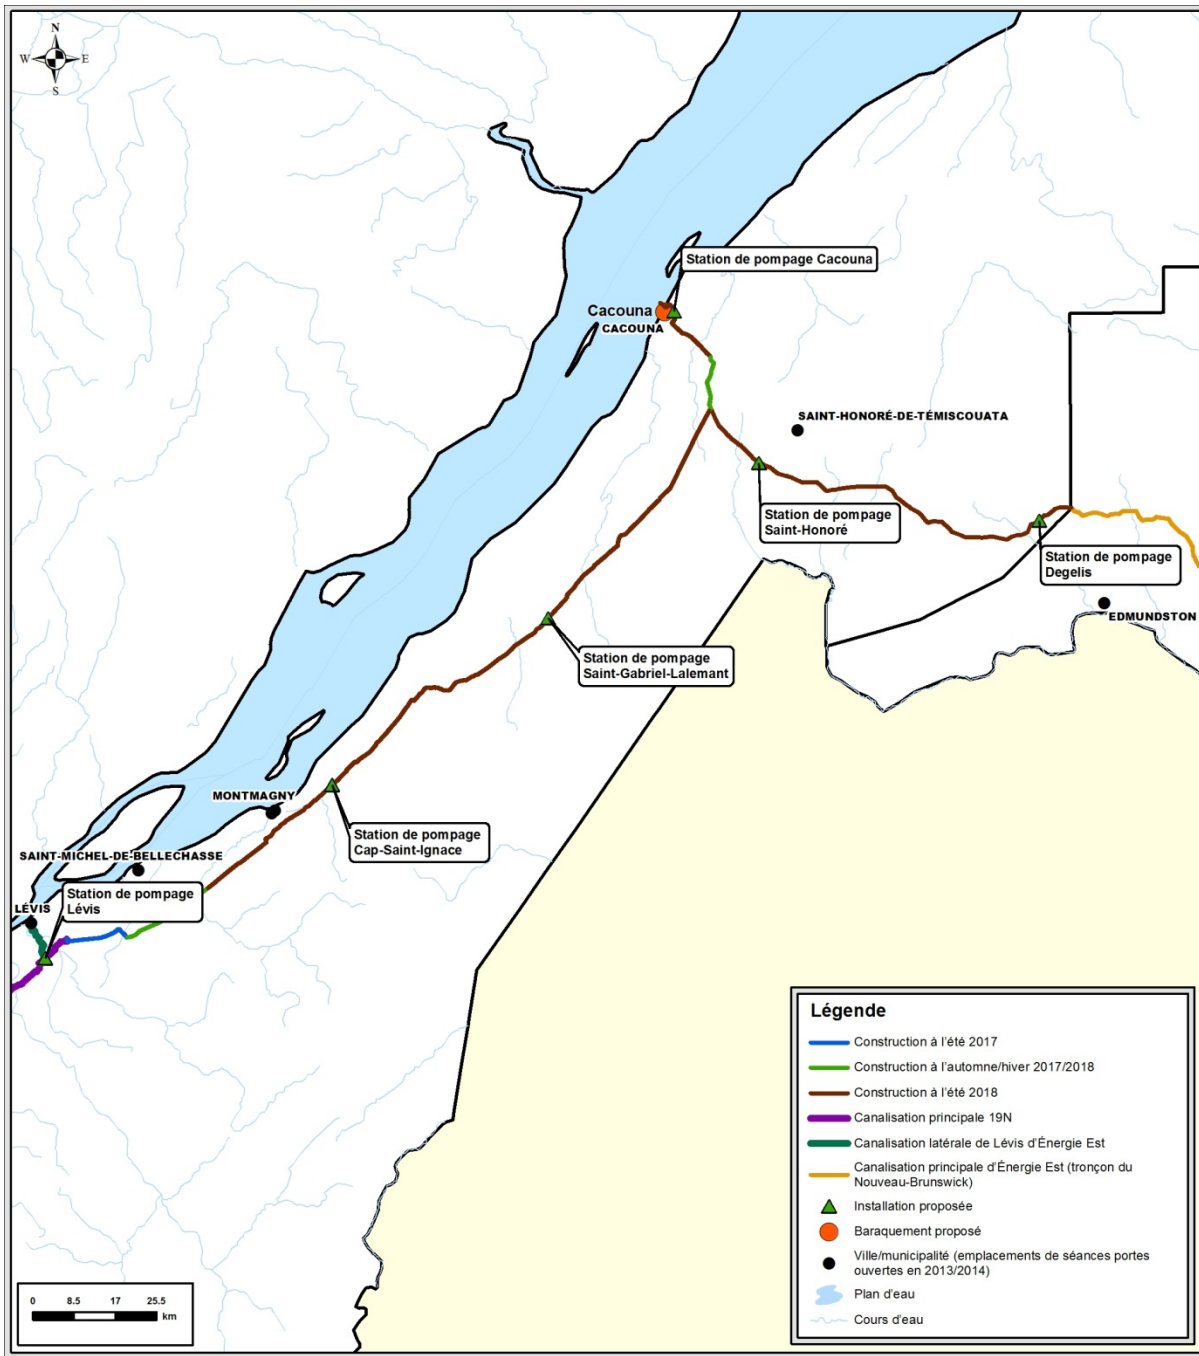 N
W E
S
Station de pompage Cacouna
Cacouna
CACOUNA
SAINT-HONORÉ-DE-TÉMISCOUATA
Station de pompage
Saint-Honoré
Station de pompage
Degelis
EDMUNDSTON
Station de pompage
Saint-Gabriel-Lalemant
MONTMAGNY
Station de pompage
Cap-Saint-Ignace
SAINT-MICHEL-DE-BELLECHASSE
Station de pompage
Lévis
LÉVIS
Légende
Construction à l'été 2017
Construction à l'automne/hiver 2017/2018
Construction à l'été 2018
Canalisation principale 19N
Canalisation latérale de Lévis d'Énergie Est
Canalisation principale d'Énergie Est (tronçon du
Nouveau-Brunswick)
Installation proposée
Baraquement proposé
Ville/municipalité (emplacements de séances portes
ouvertes en 2013/2014)
Plan d'eau
Cours d'eau
0 8.5 17 25.5
km